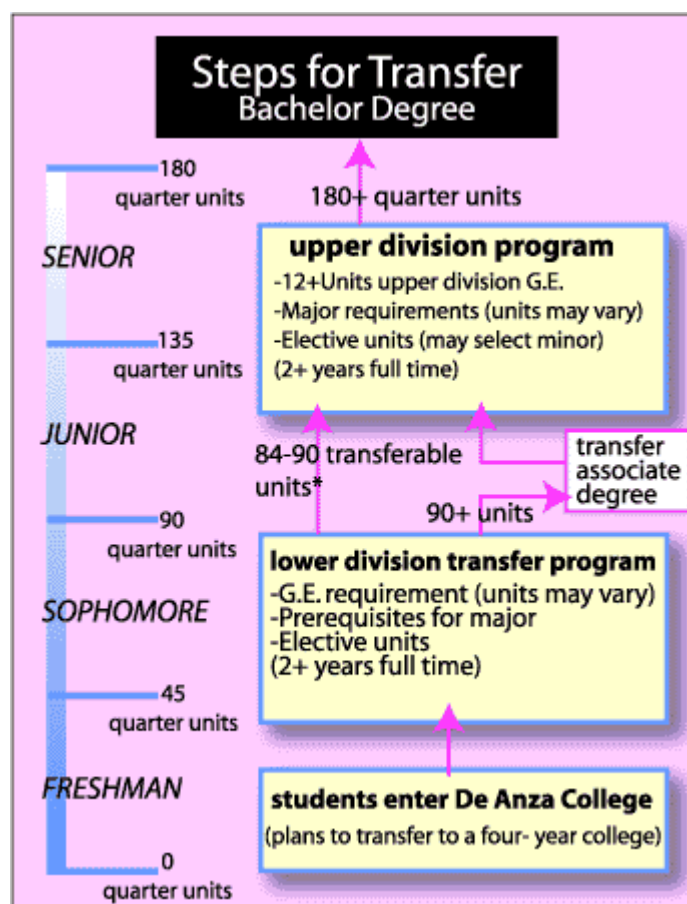 Steps for Transfer
Bachelor Degree
180
quarter units
180+ quarter units
SENIOR
upper division program
-12+Units upper division G.E.
-Major requirements (units may vary)
-Elective units (may select minor)
(2+ years full time)
135
quarter units
JUNIOR
84-90 transferable
units*
transfer
associate
degree
90+ units
90
quarter units
lower division transfer program
-G.E. requirement (units may vary)
-Prerequisites for major
-Elective units
(2+ years full time)
SOPHOMORE
45
quarter units
FRESHMAN
students enter De Anza College
(plans to transfer to a four- year college)
0
quarter units